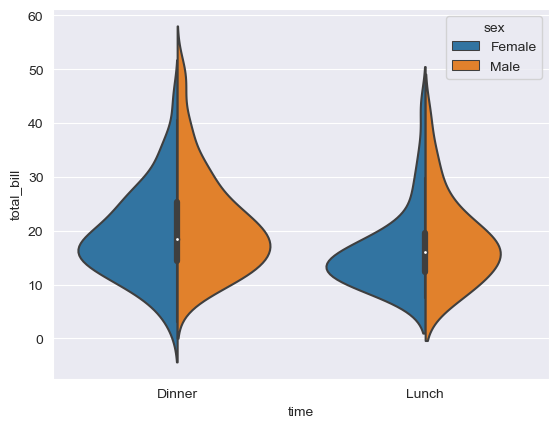 60
50
40
30
20
10
0
total_bill
sex
Female
Male
Dinner
Lunch
time